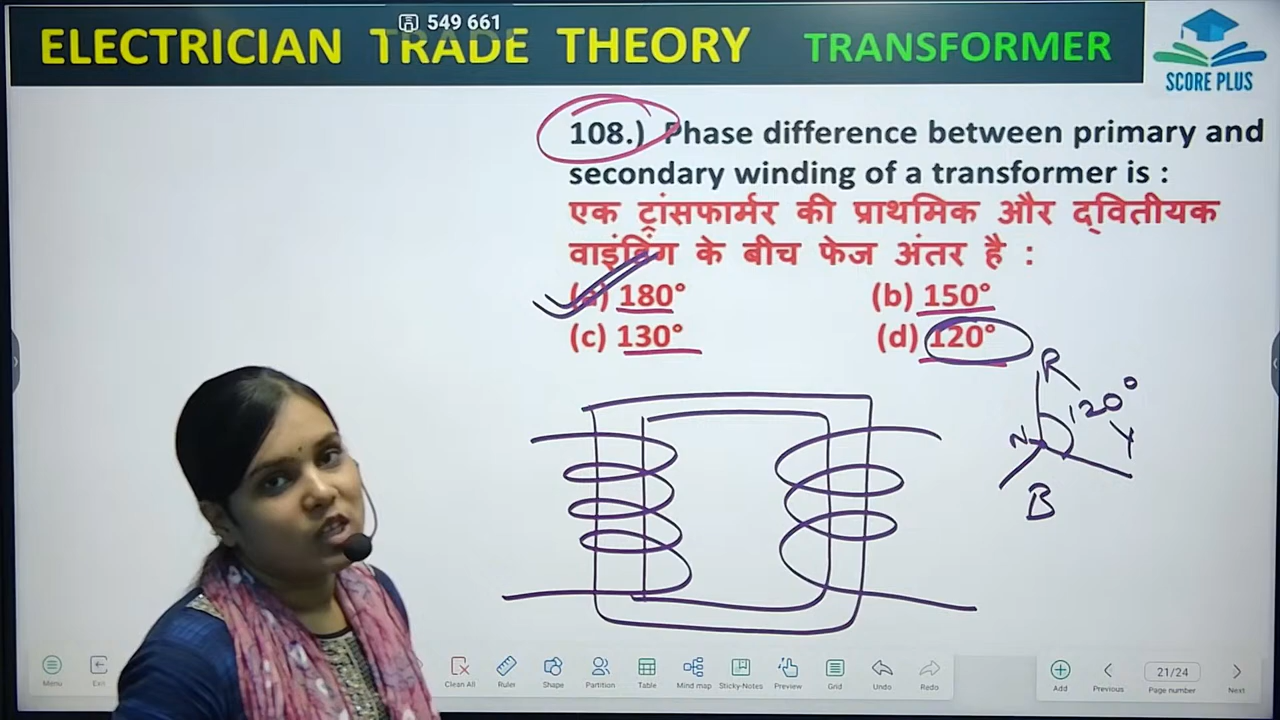 549 661
ELECTRICIAN TRADE THEORY TRANSFORMER
SCORE PLUS
108.) Phase difference between primary and
secondary winding of a transformer is :
एक ट्रांसफार्मर की प्राथमिक और द्वितीयक
वाइंडिंग के बीच फेज अंतर है :
(a) 180° (b) 150°
(c) 130° (d) 120°
R
120°
N
Y
B
Menu
Clean All
Ruler
Shape
Partition
Table
Mind map
Sticky-Notes
Preview
Grid
Undo
Redo
Add
Previous
21/24
Page number
Next